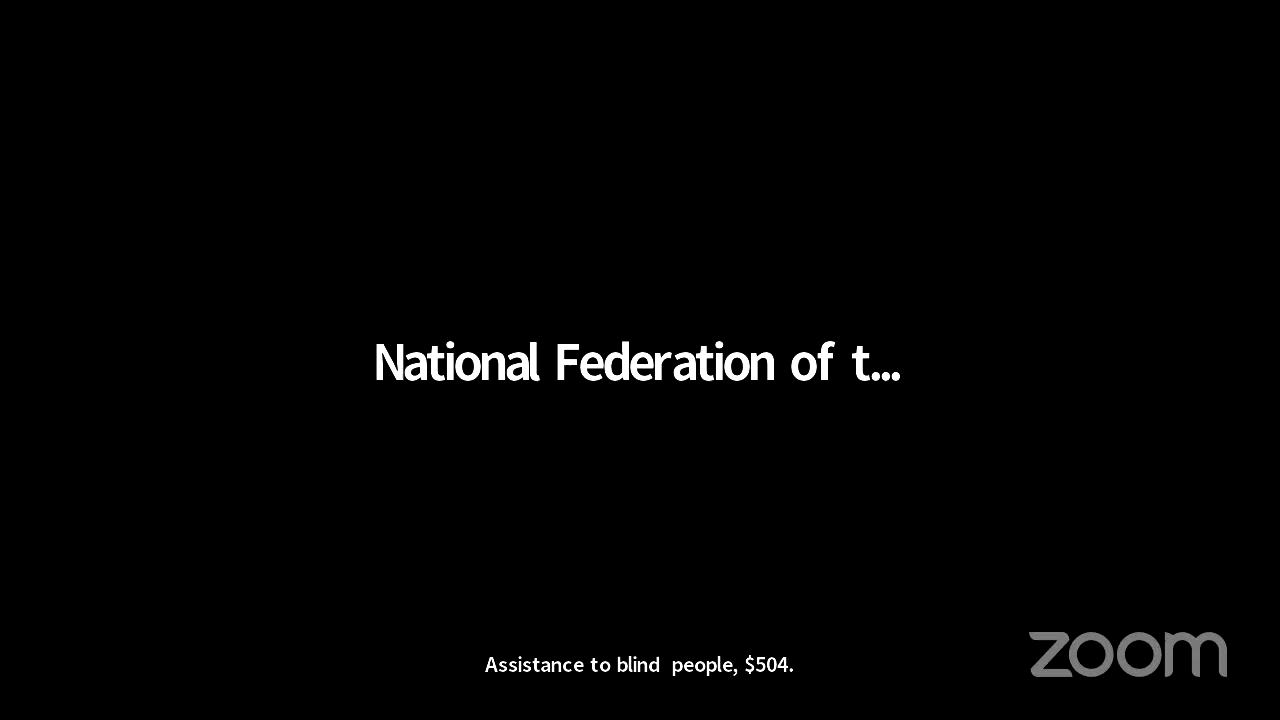 National Federation of t...
Assistance to blind  people, $504.
zoom